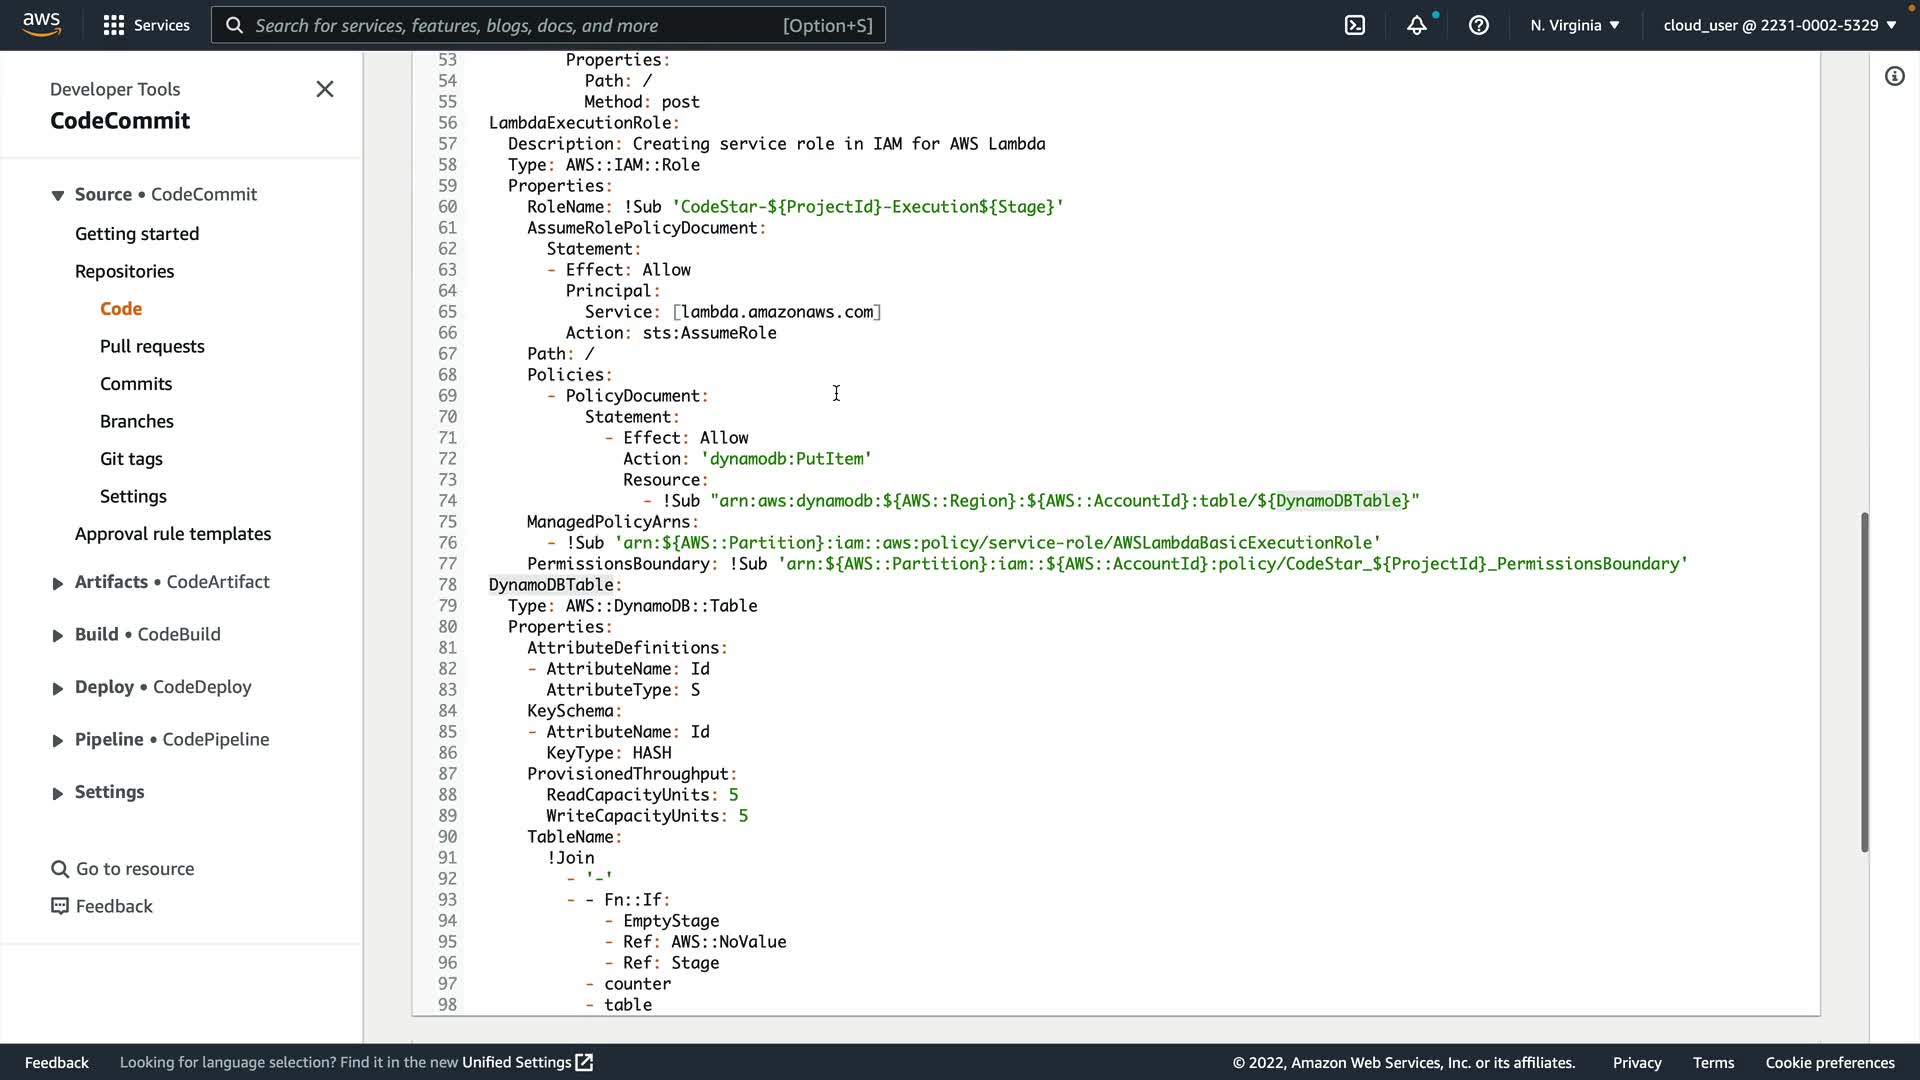 aws
Services
Search for services, features, blogs, docs, and more
[Option+S]
N. Virginia
cloud_user @ 2231-0002-5329
Developer Tools
CodeCommit
Source • CodeCommit
Getting started
Repositories
Code
Pull requests
Commits
Branches
Git tags
Settings
Approval rule templates
Artifacts • CodeArtifact
Build • CodeBuild
Deploy • CodeDeploy
Pipeline • CodePipeline
Settings
Go to resource
Feedback
53 Properties:
54 Path: /
55 Method: post
56 LambdaExecutionRole:
57 Description: Creating service role in IAM for AWS Lambda
58 Type: AWS::IAM::Role
59 Properties:
60 RoleName: !Sub 'CodeStar-${ProjectId}-Execution${Stage}'
61 AssumeRolePolicyDocument:
62 Statement:
63 - Effect: Allow
64 Principal:
65 Service: [lambda.amazonaws.com]
66 Action: sts:AssumeRole
67 Path: /
68 Policies:
69 - PolicyDocument:
70 Statement:
71 - Effect: Allow
72 Action: 'dynamodb:PutItem'
73 Resource:
74 - !Sub "arn:aws:dynamodb:${AWS::Region}:${AWS::AccountId}:table/${DynamoDBTable}"
75 ManagedPolicyArns:
76 - !Sub 'arn:${AWS::Partition}:iam::aws:policy/service-role/AWSLambdaBasicExecutionRole'
77 PermissionsBoundary: !Sub 'arn:${AWS::Partition}:iam::${AWS::AccountId}:policy/CodeStar_${ProjectId}_PermissionsBoundary'
78 DynamoDBTable:
79 Type: AWS::DynamoDB::Table
80 Properties:
81 AttributeDefinitions:
82 - AttributeName: Id
83 AttributeType: S
84 KeySchema:
85 - AttributeName: Id
86 KeyType: HASH
87 ProvisionedThroughput:
88 ReadCapacityUnits: 5
89 WriteCapacityUnits: 5
90 TableName:
91 !Join
92 - '-'
93 - - Fn::If:
94 - EmptyStage
95 - Ref: AWS::NoValue
96 - Ref: Stage
97 - counter
98 - table
Feedback
Looking for language selection? Find it in the new Unified Settings
© 2022, Amazon Web Services, Inc. or its affiliates.
Privacy
Terms
Cookie preferences